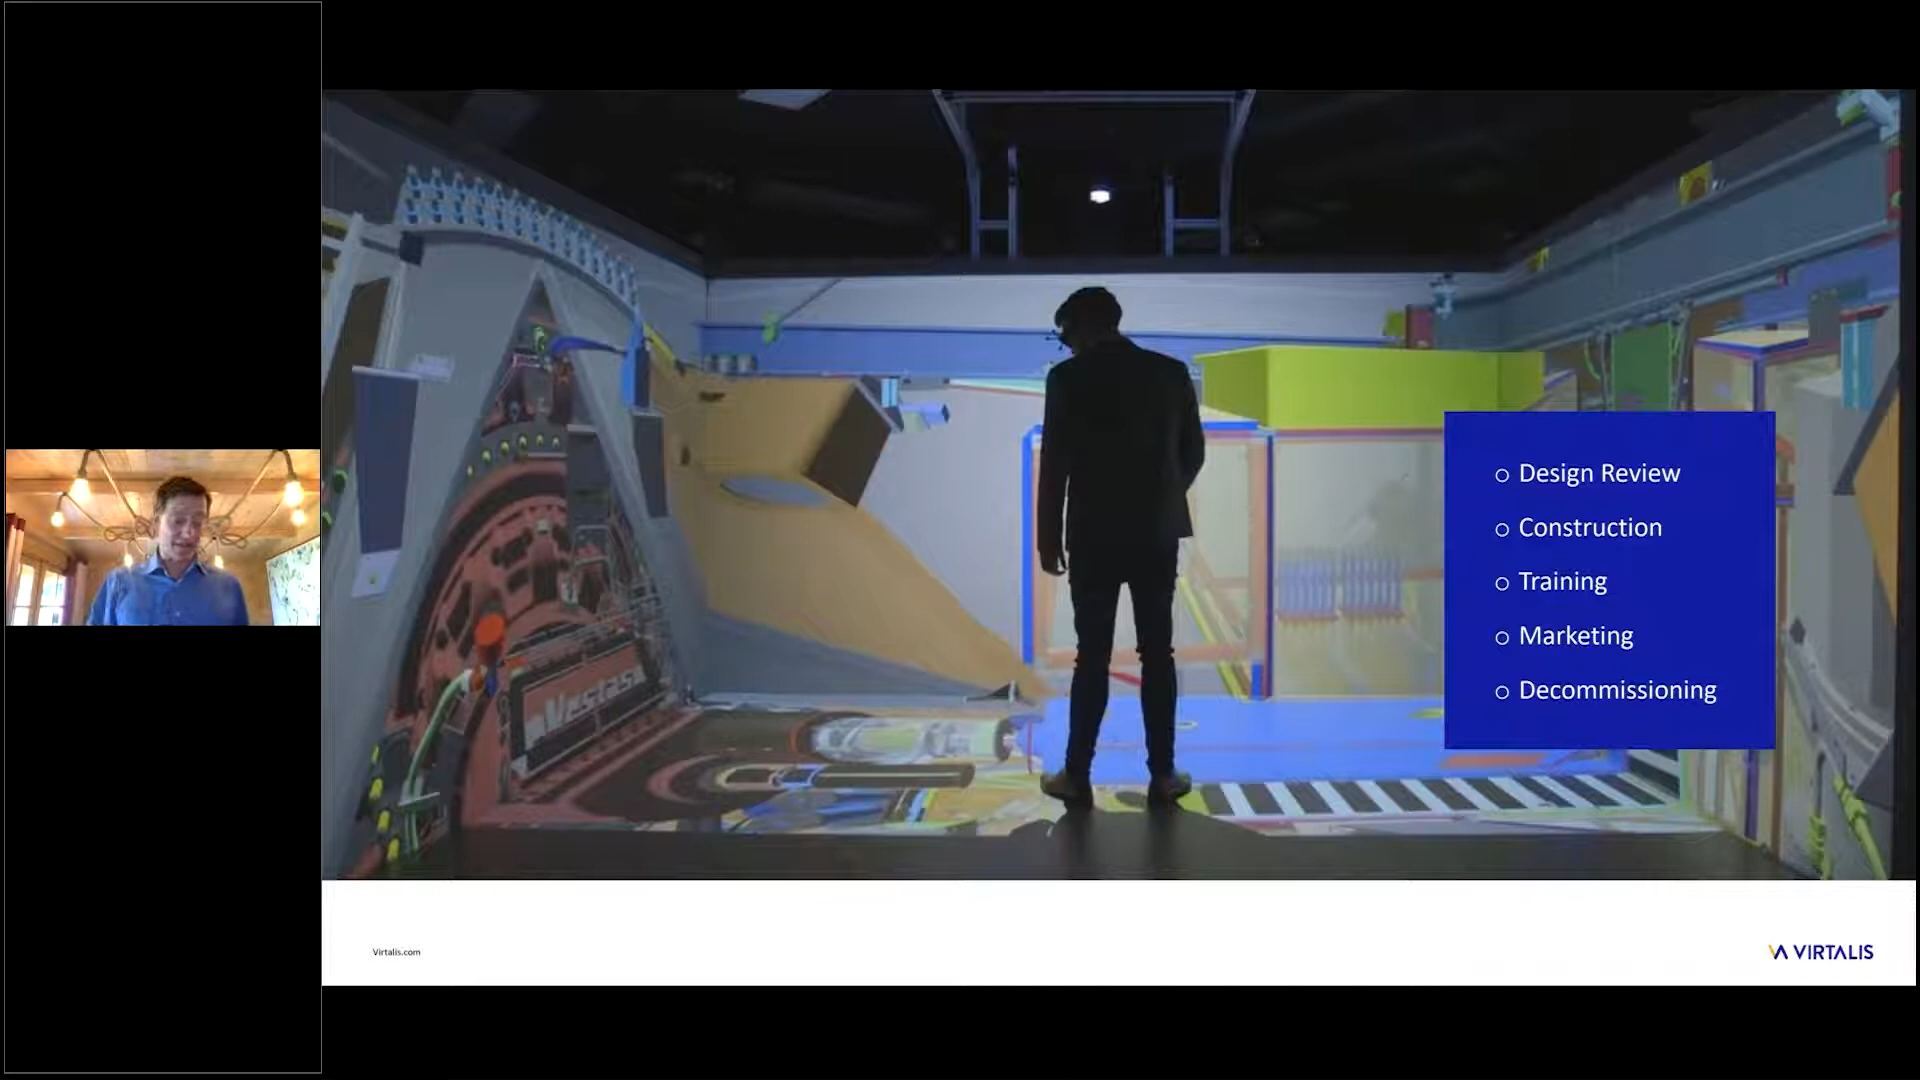 Vestas
Design Review
Construction
Training
Marketing
Decommissioning
Virtalis.com
VIRTALIS